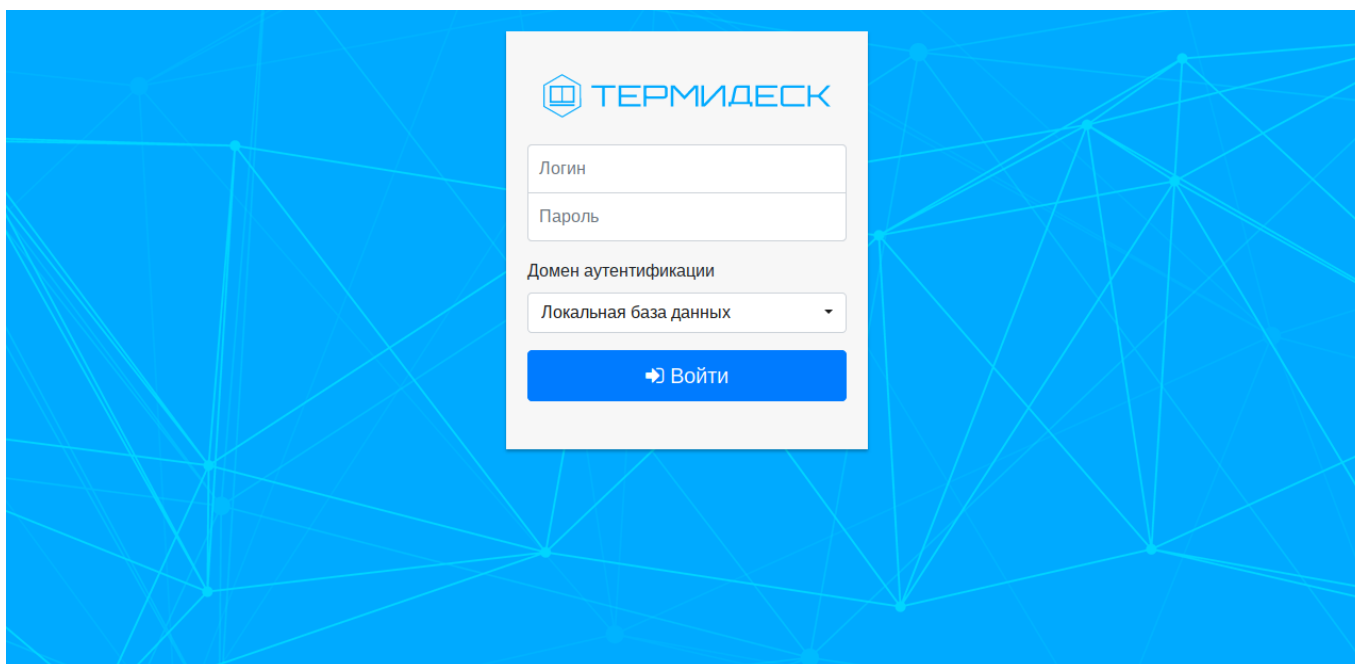 ТЕРМИДЕСК
Логин
Пароль
Домен аутентификации
Локальная база данных
Войти